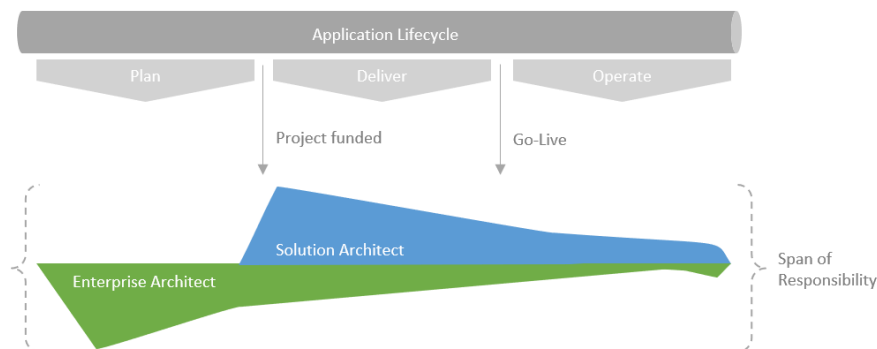 Application Lifecycle
Plan
Deliver
Operate
Project funded
Go-Live
Solution Architect
Enterprise Architect
Span of
Responsibility